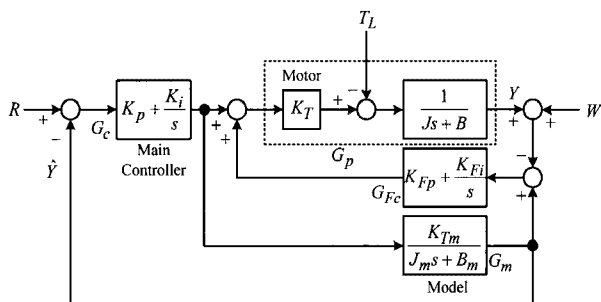 T_L
Motor
R + − K_p + K_i/s + + K_T + − 1/(Js + B) Y + + W
G_c
Main
Controller
G_p
Ŷ
+ G_Fc K_Fp + K_Fi/s − +
K_Tm/(J_m s + B_m) G_m
Model